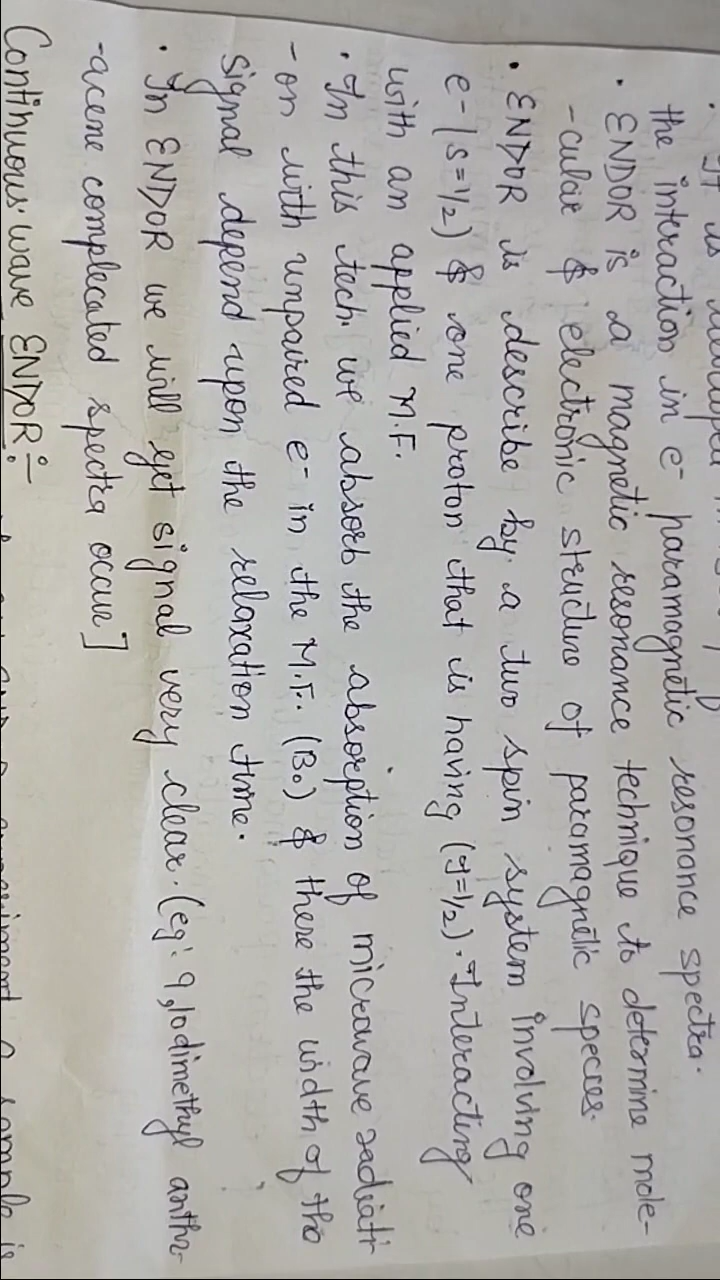 . It is
the interaction in e⁻ paramagnetic resonance spectra.
. ENDOR is a magnetic resonance technique to determine mole-
-cular & electronic structure of paramagnetic species.
. ENDOR is describe by a two spin system involving one
e-(s=1/2) & one proton that is having (I=1/2). Interacting
with an applied M.F.
. In this tech. we absorb the absorption of microwave radiati
-on with unpaired e⁻ in the M.F. (B₀) & there the width of the
signal depend upon the relaxation time.
. In ENDOR we will get signal very clear. (eg: 9,10dimethyl anthr-
-acene complecated spectra occur]
Continuous wave ENDOR:-